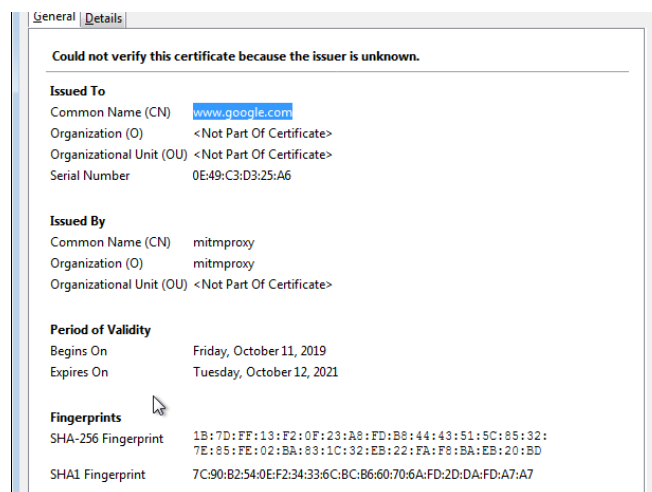 General Details
Could not verify this certificate because the issuer is unknown.
Issued To
Common Name (CN) www.google.com
Organization (O) <Not Part Of Certificate>
Organizational Unit (OU) <Not Part Of Certificate>
Serial Number 0E:49:C3:D3:25:A6
Issued By
Common Name (CN) mitmproxy
Organization (O) mitmproxy
Organizational Unit (OU) <Not Part Of Certificate>
Period of Validity
Begins On Friday, October 11, 2019
Expires On Tuesday, October 12, 2021
Fingerprints
SHA-256 Fingerprint 1B:7D:FF:13:F2:0F:23:A8:FD:B8:44:43:51:5C:85:32:
7E:85:FE:02:BA:83:1C:32:EB:22:FA:F8:BA:EB:20:BD
SHA1 Fingerprint 7C:90:B2:54:0E:F2:34:33:6C:BC:B6:60:70:6A:FD:2D:DA:FD:A7:A7